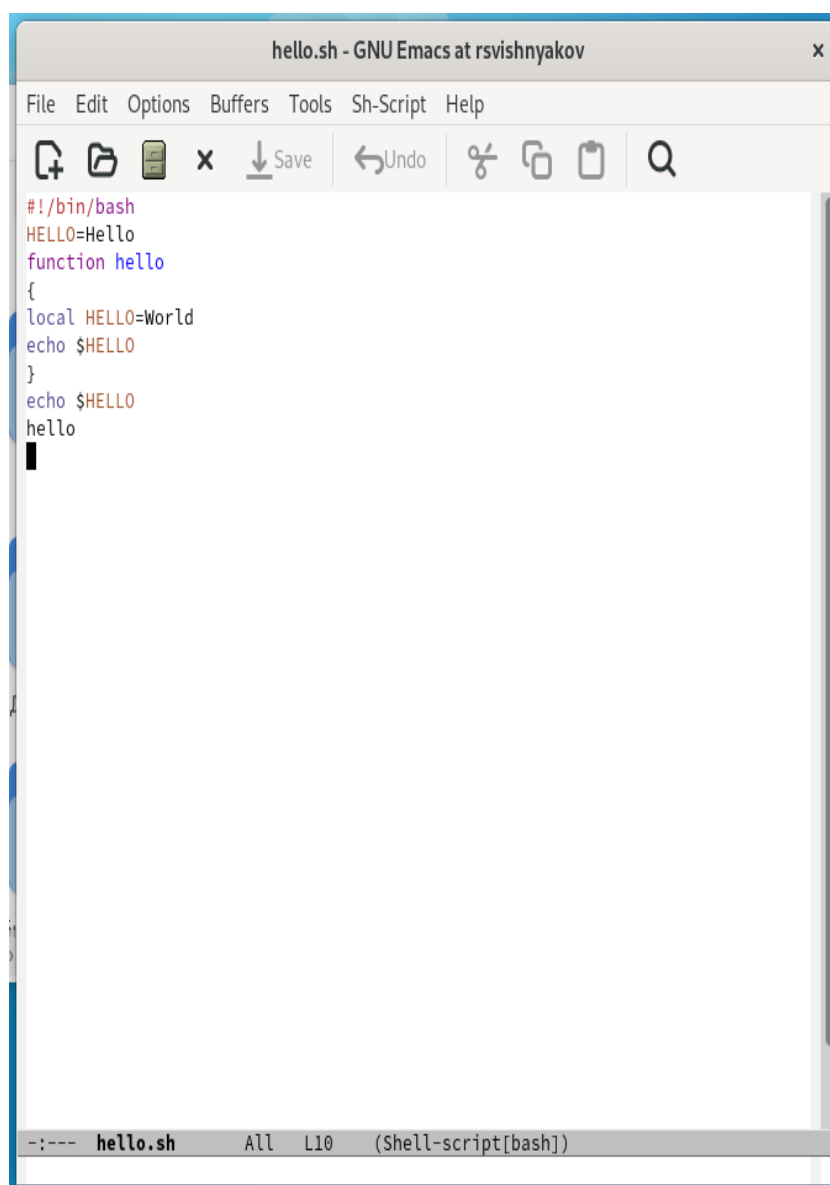 hello.sh - GNU Emacs at rsvishnyakov
File Edit Options Buffers Tools Sh-Script Help
Save Undo
#!/bin/bash
HELLO=Hello
function hello
{
local HELLO=World
echo $HELLO
}
echo $HELLO
hello
-:--- hello.sh All L10 (Shell-script[bash])